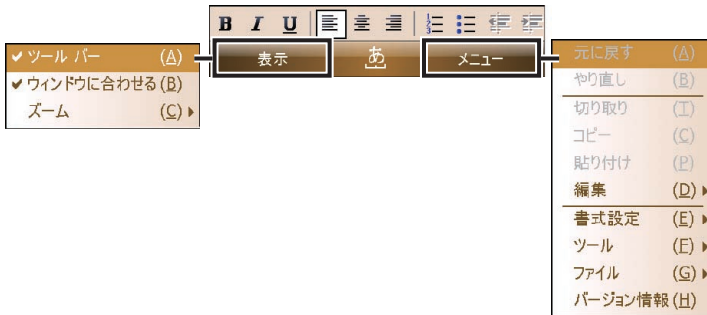 B I U
表示 あ メニュー
ツール バー (A)
ウィンドウに合わせる (B)
ズーム (C)
元に戻す (A)
やり直し (B)
切り取り (T)
コピー (C)
貼り付け (P)
編集 (D)
書式設定 (E)
ツール (F)
ファイル (G)
バージョン情報 (H)